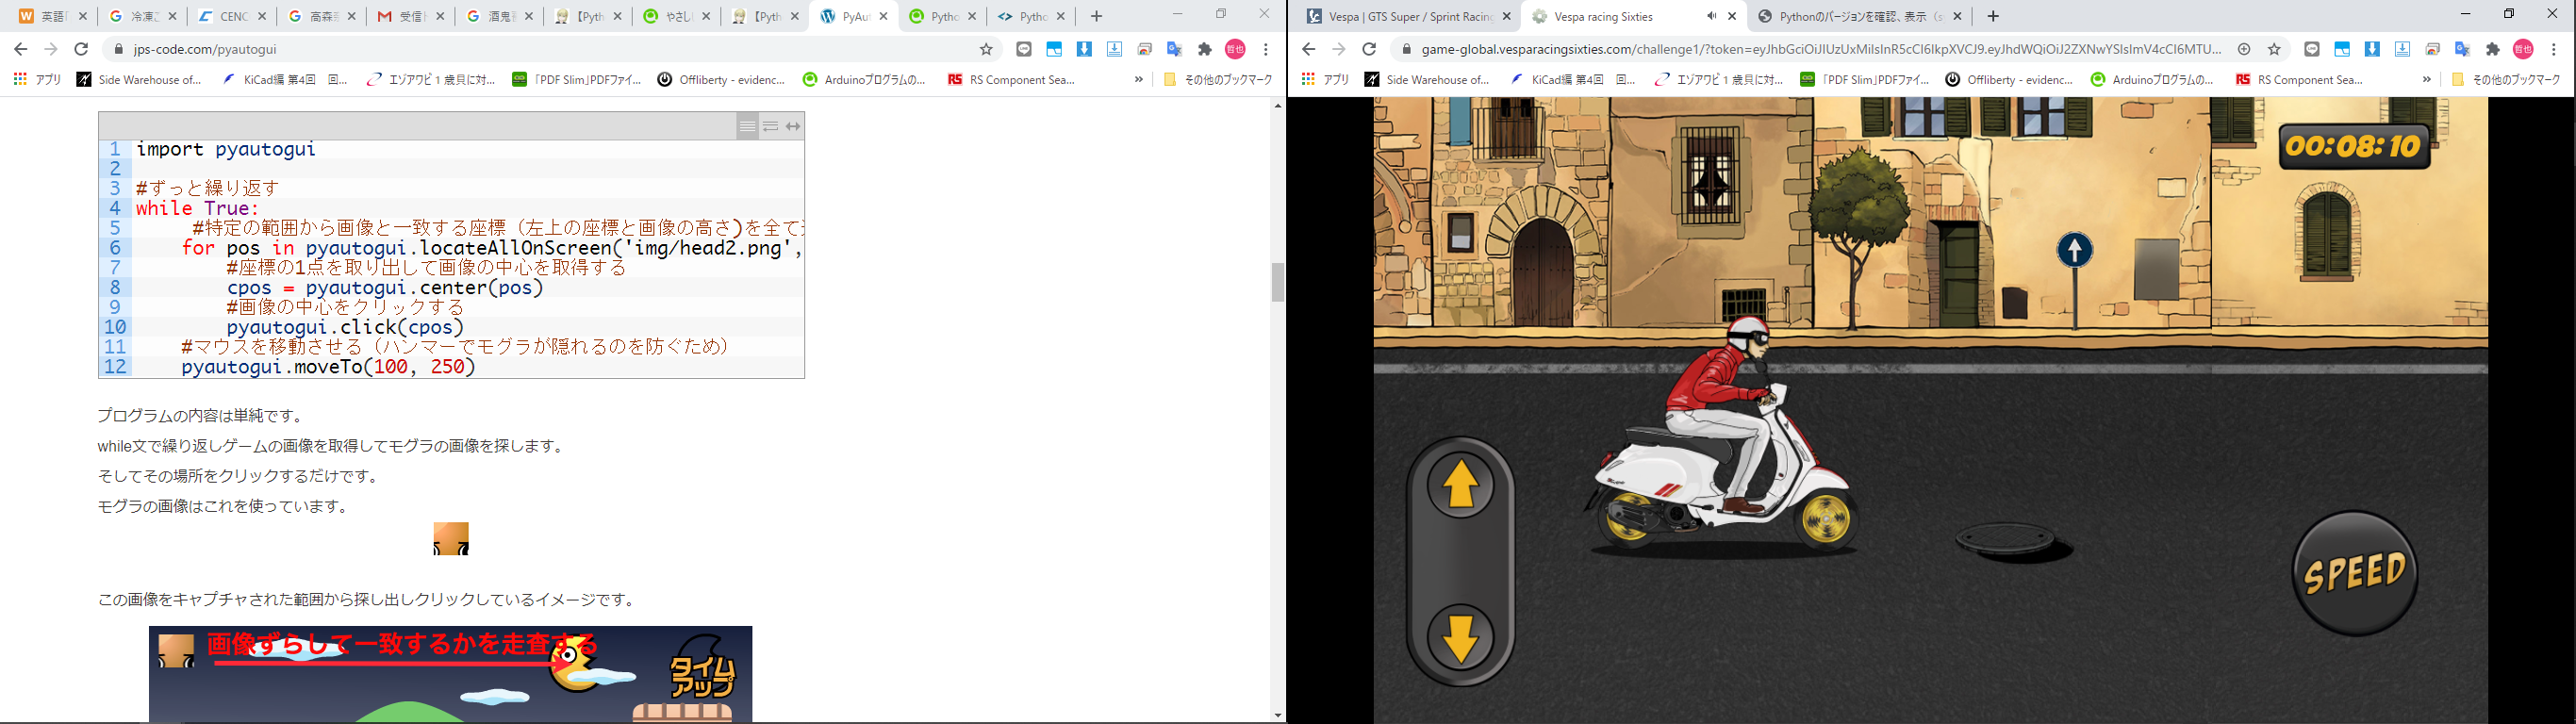 英語
冷凍こ
CENC
高森
受信ト
酒鬼
【Pyth
やさし
【Pyth
PyAut
Pytho
Pytho
jps-code.com/pyautogui
アプリ
Side Warehouse of...
KiCad編 第4回　回...
エゾアワビ 1 歳貝に対...
「PDF Slim」PDFファイ...
Offliberty - evidenc...
Arduinoプログラムの...
RS Component Sea...
»
その他のブックマーク
1 import pyautogui
2
3 #ずっと繰り返す
4 while True:
5 #特定の範囲から画像と一致する座標（左上の座標と画像の高さ)を全て
6 for pos in pyautogui.locateAllOnScreen('img/head2.png',
7 #座標の1点を取り出して画像の中心を取得する
8 cpos = pyautogui.center(pos)
9 #画像の中心をクリックする
10 pyautogui.click(cpos)
11 #マウスを移動させる（ハンマーでモグラが隠れるのを防ぐため）
12 pyautogui.moveTo(100, 250)
プログラムの内容は単純です。
while文で繰り返しゲームの画像を取得してモグラの画像を探します。
そしてその場所をクリックするだけです。
モグラの画像はこれを使っています。
この画像をキャプチャされた範囲から探し出しクリックしているイメージです。
画像ずらして一致するかを走査する
タイム
アップ
Vespa | GTS Super / Sprint Racing
Vespa racing Sixties
Pythonのバージョンを確認、表示（s
game-global.vesparacingsixties.com/challenge1/?token=eyJhbGciOiJIUzUxMiIsInR5cCI6IkpXVCJ9.eyJhdWQiOiJ2ZXNwYSIsImV4cCI6MTU...
哲也
アプリ
Side Warehouse of...
KiCad編 第4回　回...
エゾアワビ 1 歳貝に対...
「PDF Slim」PDFファイ...
Offliberty - evidenc...
Arduinoプログラムの...
RS Component Sea...
»
その他のブックマーク
00:08:10
SPEED